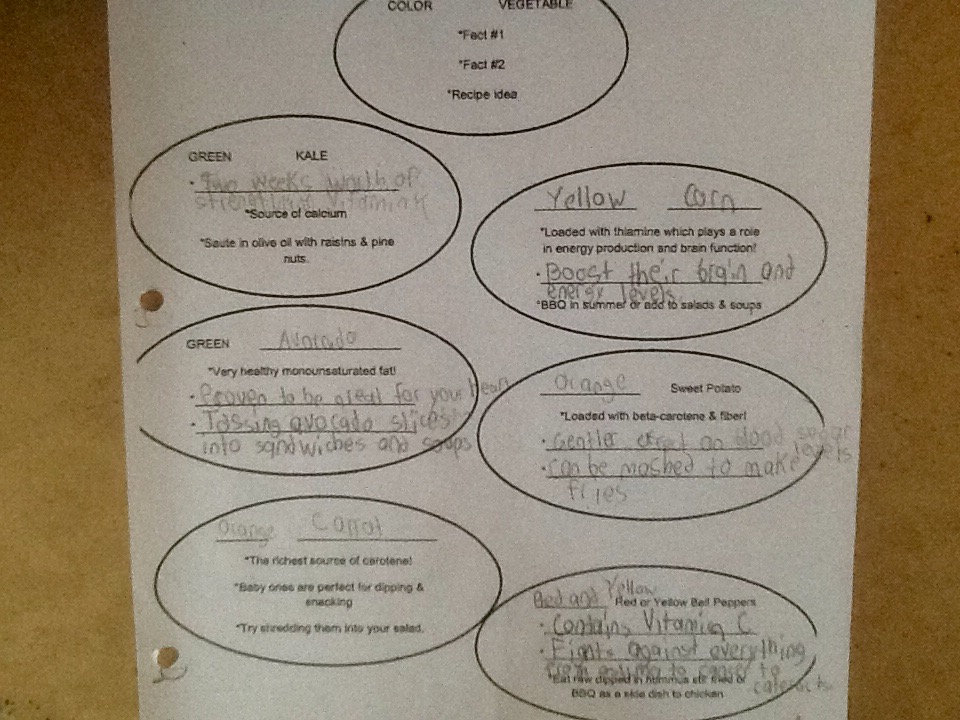 COLOR VEGETABLE
*Fact #1
*Fact #2
*Recipe idea
GREEN KALE
• Two weeks worth of
vitamin K
*Source of calcium
*Saute in olive oil with raisins & pine
nuts.
Yellow Corn
*Loaded with thiamine which plays a role
in energy production and brain function!
• Boost their brain and
energy levels
*BBQ in summer or add to salads & soups
GREEN Avocado
*Very healthy monounsaturated fat!
• Proven to be great for your heart
• Tossing avocado slices
into sandwiches and soups
Orange Sweet Potato
*Loaded with beta-carotene & fiber!
• Gentler effect on blood sugar
levels
• can be mashed to make
fries
Orange Carrot
*The richest source of carotene!
*Baby ones are perfect for dipping &
snacking
*Try shredding them into your salad.
Red and Yellow Red or Yellow Bell Peppers
• Contains Vitamin C
• Fights against everything
from asthma to cancer to
cataracts
*Eat raw dipped in hummus stir fried or
BBQ as a side dish to chicken